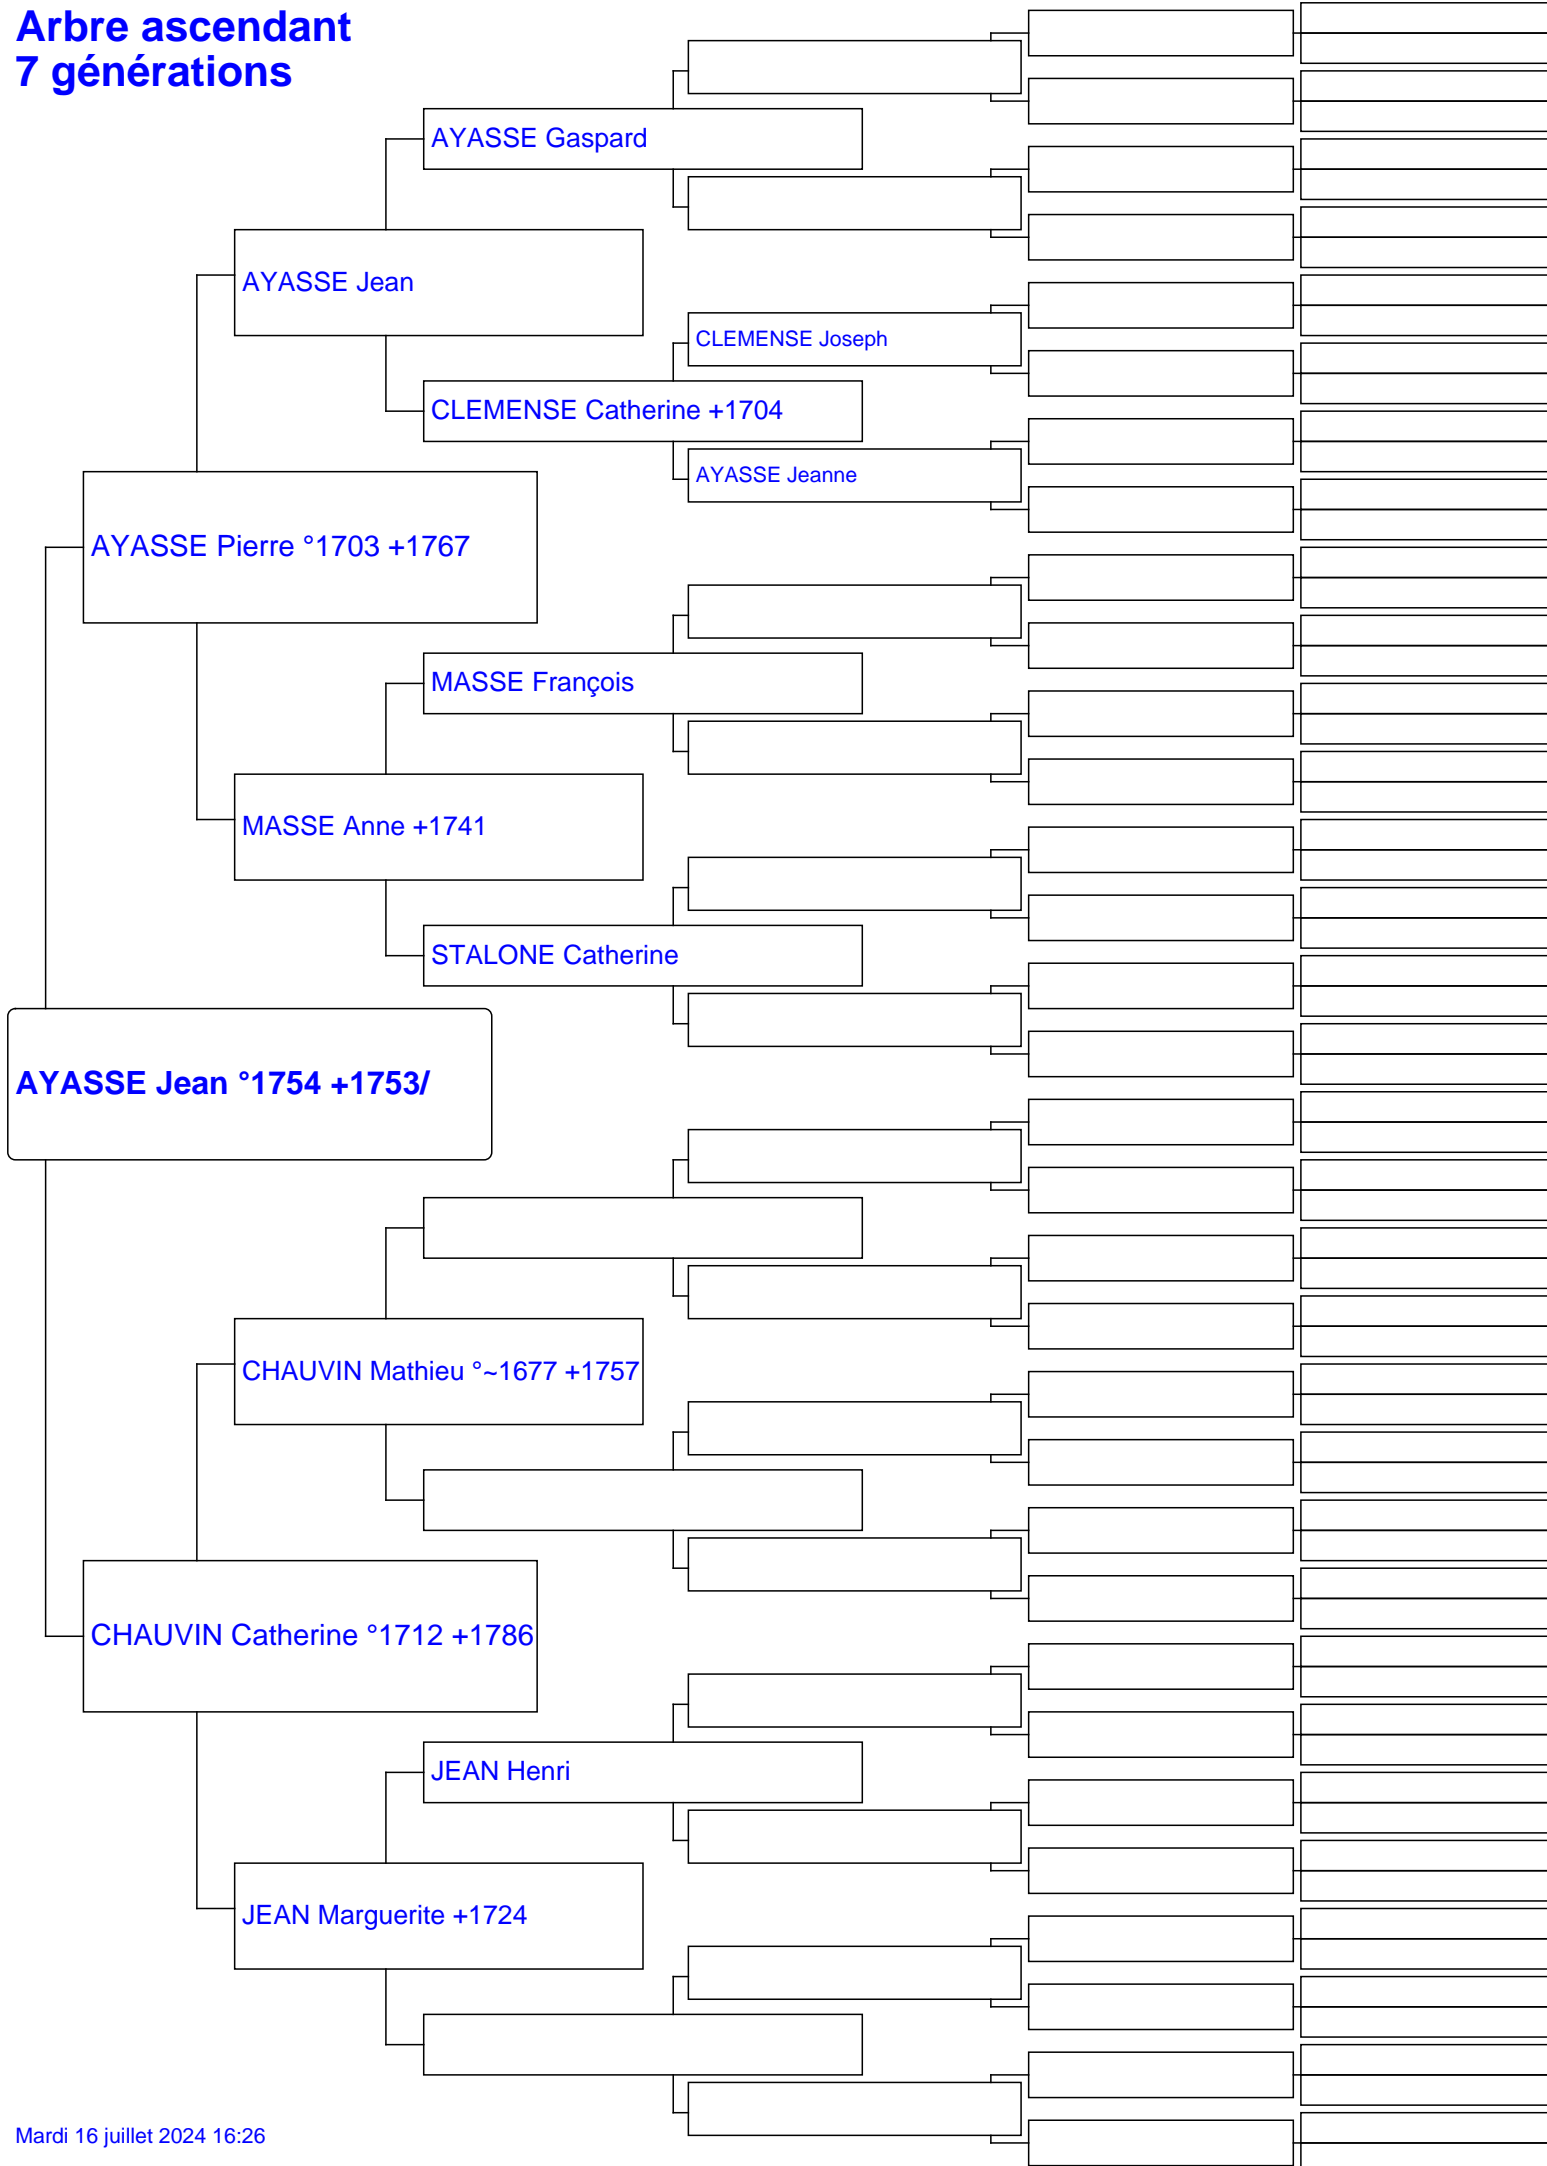 Arbre ascendant
7 générations
AYASSE Gaspard
AYASSE Jean
CLEMENSE Joseph
CLEMENSE Catherine +1704
AYASSE Jeanne
AYASSE Pierre °1703 +1767
MASSE François
MASSE Anne +1741
STALONE Catherine
AYASSE Jean °1754 +1753/
CHAUVIN Mathieu °~1677 +1757
CHAUVIN Catherine °1712 +1786
JEAN Henri
JEAN Marguerite +1724
Mardi 16 juillet 2024 16:26